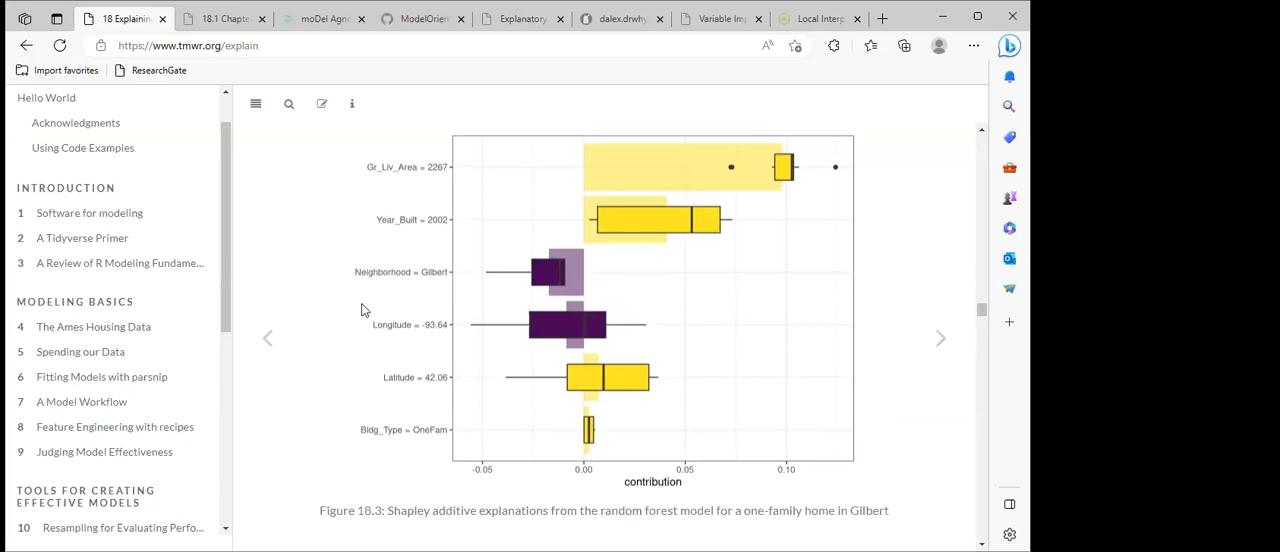 18 Explaining
18.1 Chapte
moDel Agno
ModelOrien
Explanatory
dalex.drwhy
Variable Imp
Local Interp
https://www.tmwr.org/explain
Import favorites
ResearchGate
Hello World
Acknowledgments
Using Code Examples
INTRODUCTION
1 Software for modeling
2 A Tidyverse Primer
3 A Review of R Modeling Fundame...
MODELING BASICS
4 The Ames Housing Data
5 Spending our Data
6 Fitting Models with parsnip
7 A Model Workflow
8 Feature Engineering with recipes
9 Judging Model Effectiveness
TOOLS FOR CREATING
EFFECTIVE MODELS
10 Resampling for Evaluating Perfo...
Gr_Liv_Area = 2267
Year_Built = 2002
Neighborhood = Gilbert
Longitude = -93.64
Latitude = 42.06
Bldg_Type = OneFam
-0.05 0.00 0.05 0.10
contribution
Figure 18.3: Shapley additive explanations from the random forest model for a one-family home in Gilbert